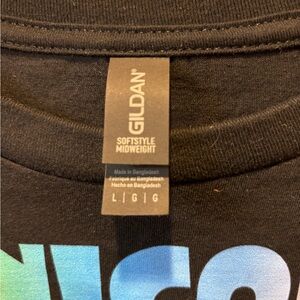 GILDAN®
SOFTSTYLE
MIDWEIGHT
Made in Bangladesh
Fabriqué au Bangladesh
Hecho en Bangladesh
L | G | G